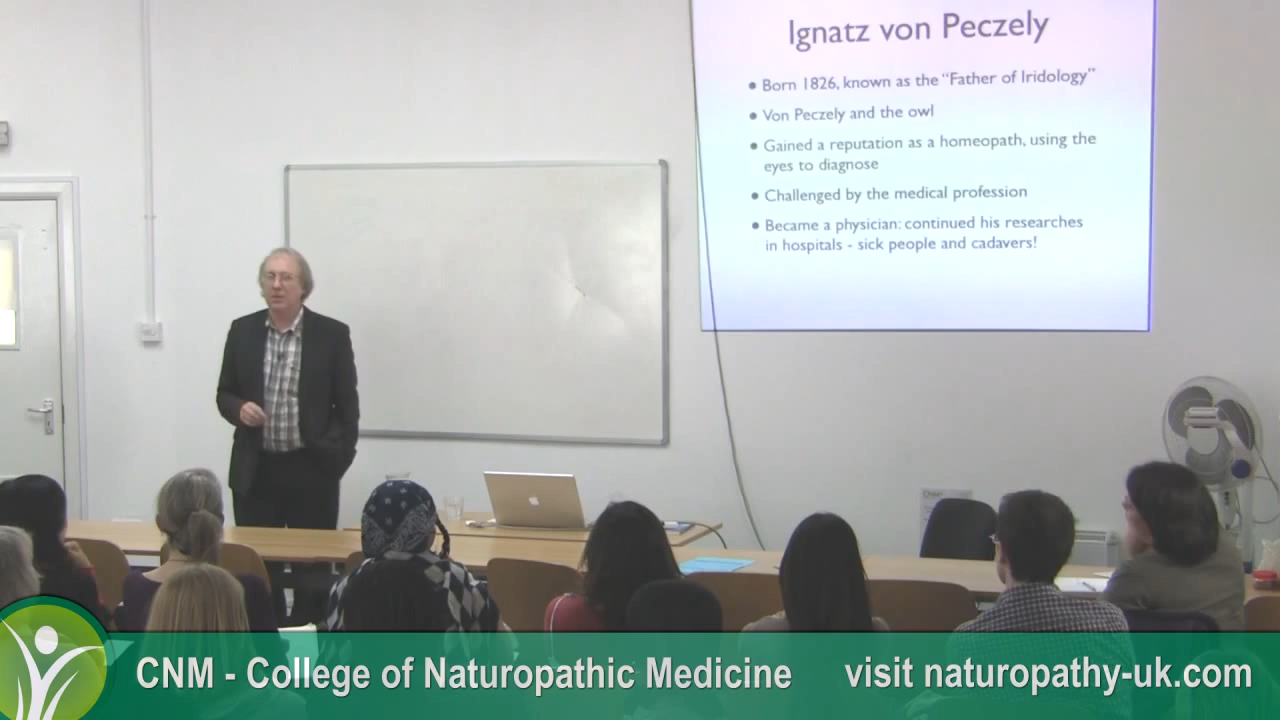 Ignatz von Peczely
• Born 1826, known as the “Father of Iridology”
• Von Peczely and the owl
• Gained a reputation as a homeopath, using the
eyes to diagnose
• Challenged by the medical profession
• Became a physician: continued his researches
in hospitals - sick people and cadavers!
CNM - College of Naturopathic Medicine visit naturopathy-uk.com